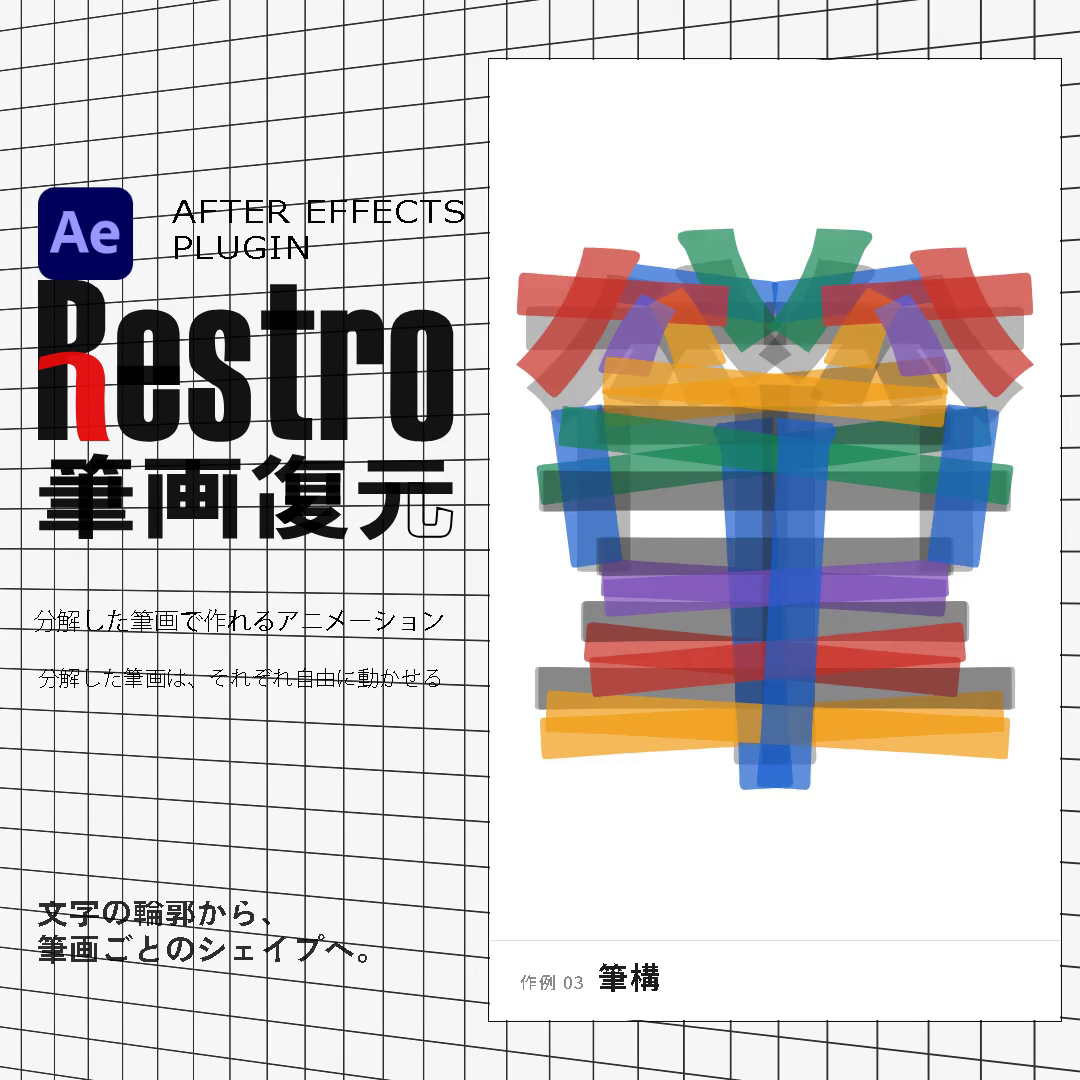 Ae
AFTER EFFECTS
PLUGIN
Restro
筆画復元
分解した筆画で作れるアニメーション
分解した筆画は、それぞれ自由に動かせる
文字の輪郭から、
筆画ごとのシェイプへ。
作例 03 筆構